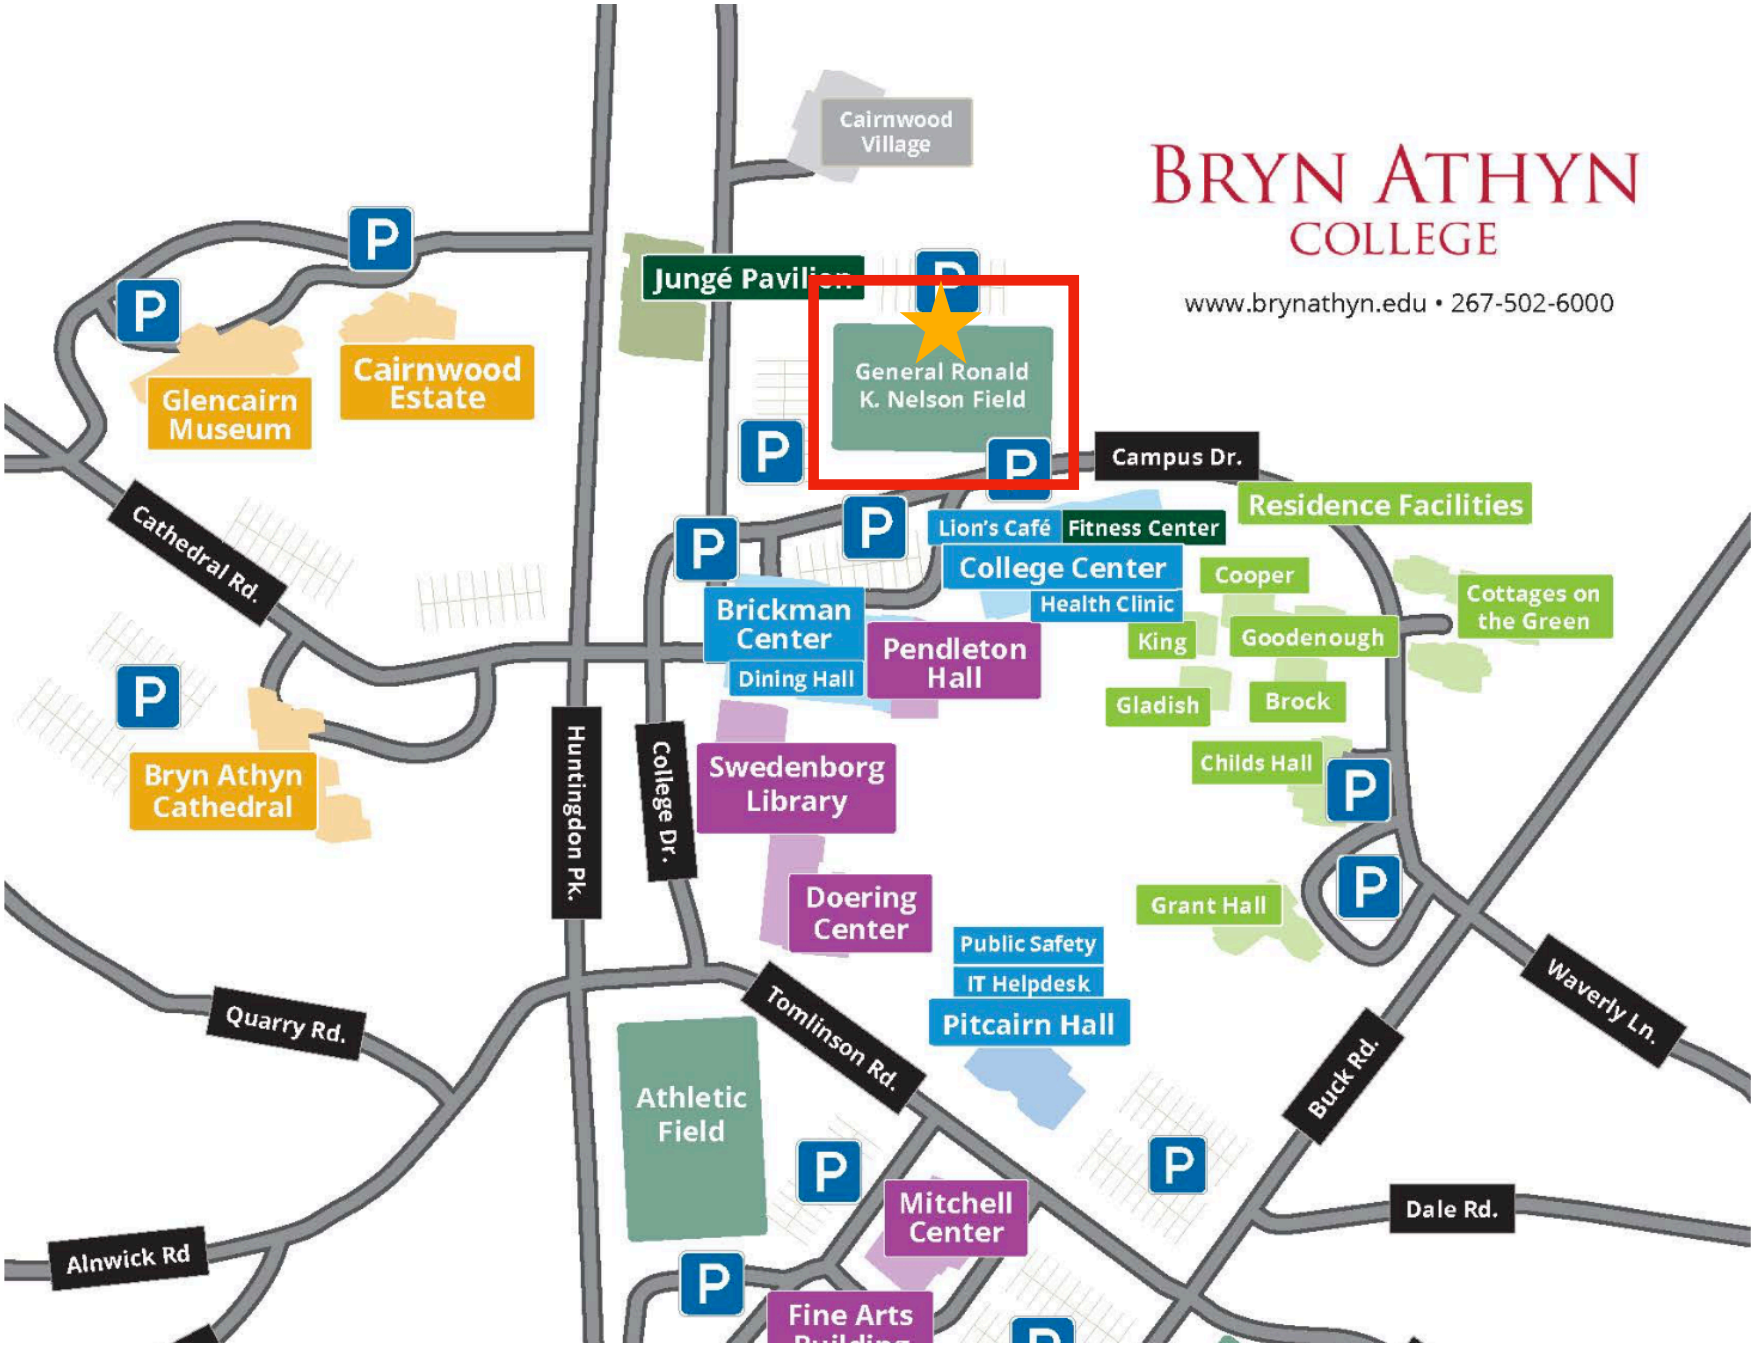 Cairnwood
Village
BRYN ATHYN
COLLEGE
www.brynathyn.edu • 267-502-6000
P
P
Jungé Pavilion
P
Glencairn
Museum
Cairnwood
Estate
General Ronald
K. Nelson Field
P
P
Campus Dr.
Residence Facilities
Cathedral Rd.
P
P
Lion's Café
Fitness Center
College Center
Health Clinic
Cooper
Cottages on
the Green
King
Goodenough
Gladish
Brock
Brickman
Center
Dining Hall
Pendleton
Hall
P
Bryn Athyn
Cathedral
Huntingdon Pk.
College Dr.
Swedenborg
Library
Childs Hall
P
P
Doering
Center
Grant Hall
Public Safety
IT Helpdesk
Pitcairn Hall
Waverly Ln.
Quarry Rd.
Tomlinson Rd.
Buck Rd.
Athletic
Field
P
P
Mitchell
Center
Dale Rd.
Alnwick Rd
P
Fine Arts
Building
P